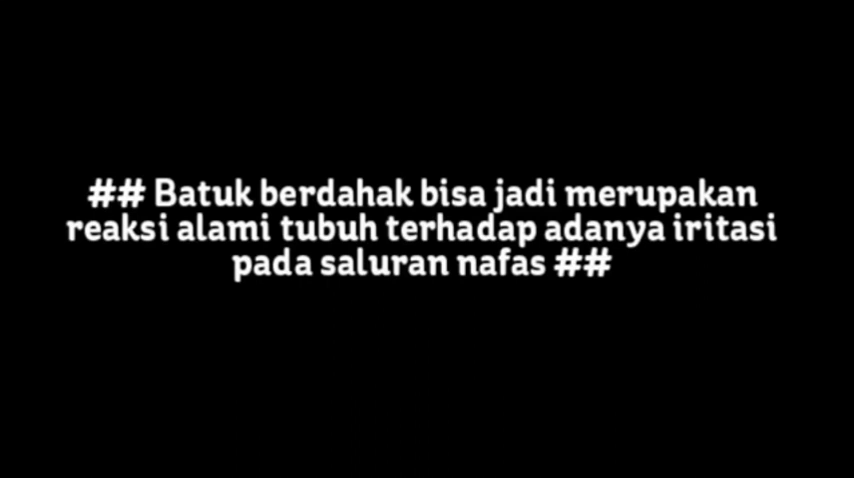 ## Batuk berdahak bisa jadi merupakan
reaksi alami tubuh terhadap adanya iritasi
pada saluran nafas ##